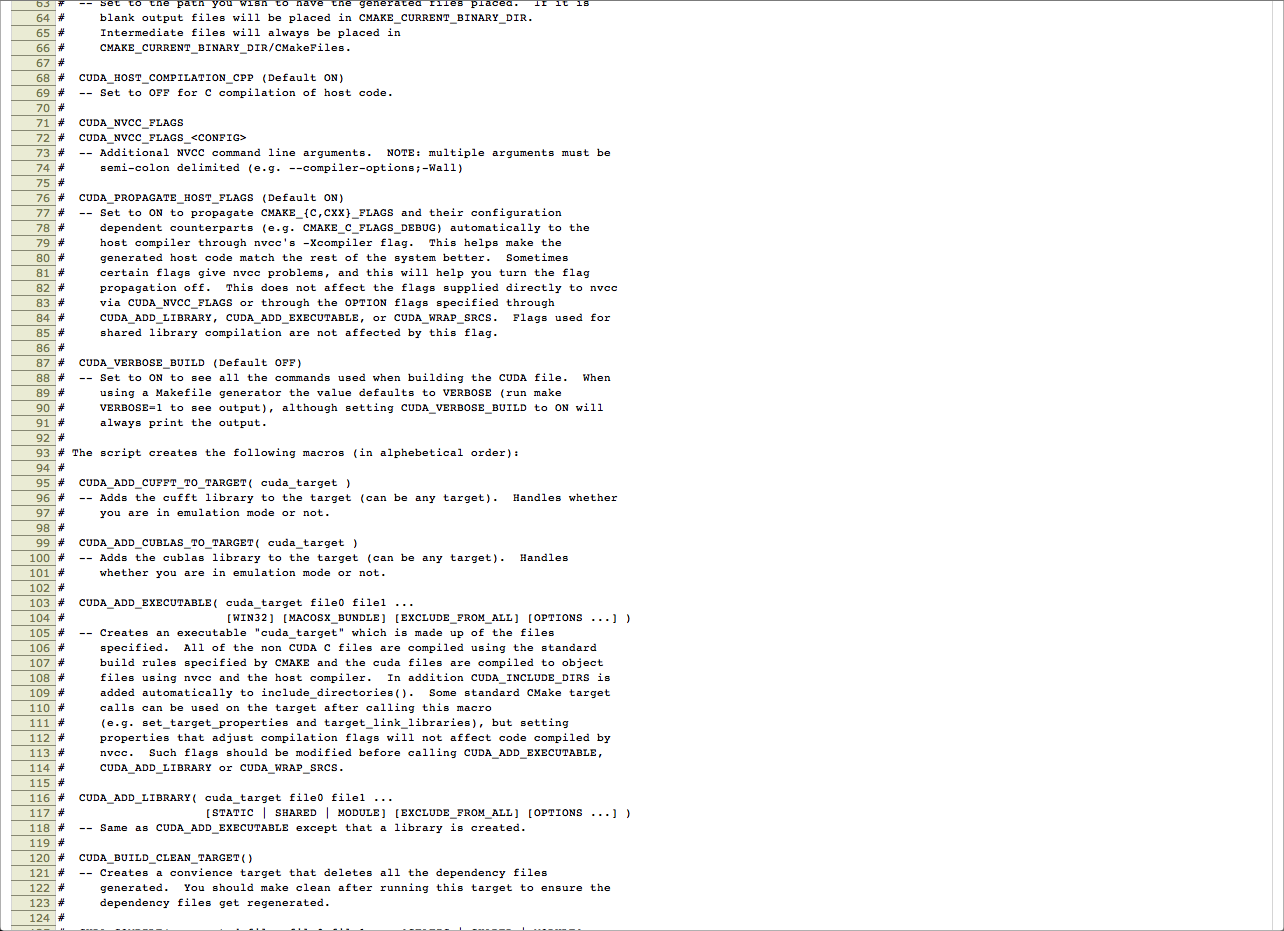 63 #  -- Set to the path you wish to have the generated files placed.  If it is
64 #     blank output files will be placed in CMAKE_CURRENT_BINARY_DIR.
65 #     Intermediate files will always be placed in
66 #     CMAKE_CURRENT_BINARY_DIR/CMakeFiles.
67 #
68 #  CUDA_HOST_COMPILATION_CPP (Default ON)
69 #  -- Set to OFF for C compilation of host code.
70 #
71 #  CUDA_NVCC_FLAGS
72 #  CUDA_NVCC_FLAGS_<CONFIG>
73 #  -- Additional NVCC command line arguments.  NOTE: multiple arguments must be
74 #     semi-colon delimited (e.g. --compiler-options;-Wall)
75 #
76 #  CUDA_PROPAGATE_HOST_FLAGS (Default ON)
77 #  -- Set to ON to propagate CMAKE_{C,CXX}_FLAGS and their configuration
78 #     dependent counterparts (e.g. CMAKE_C_FLAGS_DEBUG) automatically to the
79 #     host compiler through nvcc's -Xcompiler flag.  This helps make the
80 #     generated host code match the rest of the system better.  Sometimes
81 #     certain flags give nvcc problems, and this will help you turn the flag
82 #     propagation off.  This does not affect the flags supplied directly to nvcc
83 #     via CUDA_NVCC_FLAGS or through the OPTION flags specified through
84 #     CUDA_ADD_LIBRARY, CUDA_ADD_EXECUTABLE, or CUDA_WRAP_SRCS.  Flags used for
85 #     shared library compilation are not affected by this flag.
86 #
87 #  CUDA_VERBOSE_BUILD (Default OFF)
88 #  -- Set to ON to see all the commands used when building the CUDA file.  When
89 #     using a Makefile generator the value defaults to VERBOSE (run make
90 #     VERBOSE=1 to see output), although setting CUDA_VERBOSE_BUILD to ON will
91 #     always print the output.
92 #
93 # The script creates the following macros (in alphebetical order):
94 #
95 #  CUDA_ADD_CUFFT_TO_TARGET( cuda_target )
96 #  -- Adds the cufft library to the target (can be any target).  Handles whether
97 #     you are in emulation mode or not.
98 #
99 #  CUDA_ADD_CUBLAS_TO_TARGET( cuda_target )
100 #  -- Adds the cublas library to the target (can be any target).  Handles
101 #     whether you are in emulation mode or not.
102 #
103 #  CUDA_ADD_EXECUTABLE( cuda_target file0 file1 ...
104 #                       [WIN32] [MACOSX_BUNDLE] [EXCLUDE_FROM_ALL] [OPTIONS ...] )
105 #  -- Creates an executable "cuda_target" which is made up of the files
106 #     specified.  All of the non CUDA C files are compiled using the standard
107 #     build rules specified by CMAKE and the cuda files are compiled to object
108 #     files using nvcc and the host compiler.  In addition CUDA_INCLUDE_DIRS is
109 #     added automatically to include_directories().  Some standard CMake target
110 #     calls can be used on the target after calling this macro
111 #     (e.g. set_target_properties and target_link_libraries), but setting
112 #     properties that adjust compilation flags will not affect code compiled by
113 #     nvcc.  Such flags should be modified before calling CUDA_ADD_EXECUTABLE,
114 #     CUDA_ADD_LIBRARY or CUDA_WRAP_SRCS.
115 #
116 #  CUDA_ADD_LIBRARY( cuda_target file0 file1 ...
117 #                    [STATIC | SHARED | MODULE] [EXCLUDE_FROM_ALL] [OPTIONS ...] )
118 #  -- Same as CUDA_ADD_EXECUTABLE except that a library is created.
119 #
120 #  CUDA_BUILD_CLEAN_TARGET()
121 #  -- Creates a convience target that deletes all the dependency files
122 #     generated.  You should make clean after running this target to ensure the
123 #     dependency files get regenerated.
124 #